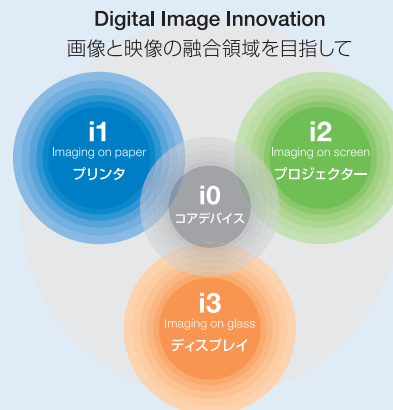 Digital Image Innovation
画像と映像の融合領域を目指して
i1
Imaging on paper
プリンタ
i2
Imaging on screen
プロジェクター
i0
コアデバイス
i3
Imaging on glass
ディスプレイ